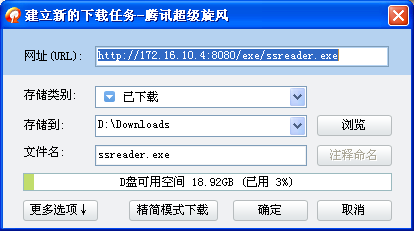 建立新的下载任务-腾讯超级旋风
网址(URL): http://172.16.10.4:8080/exe/ssreader.exe
存储类别: 已下载
存储到: D:\Downloads 浏览
文件名: ssreader.exe 注释命名
D盘可用空间 18.92GB (已用 3%)
更多选项↓ 精简模式下载 确定 取消